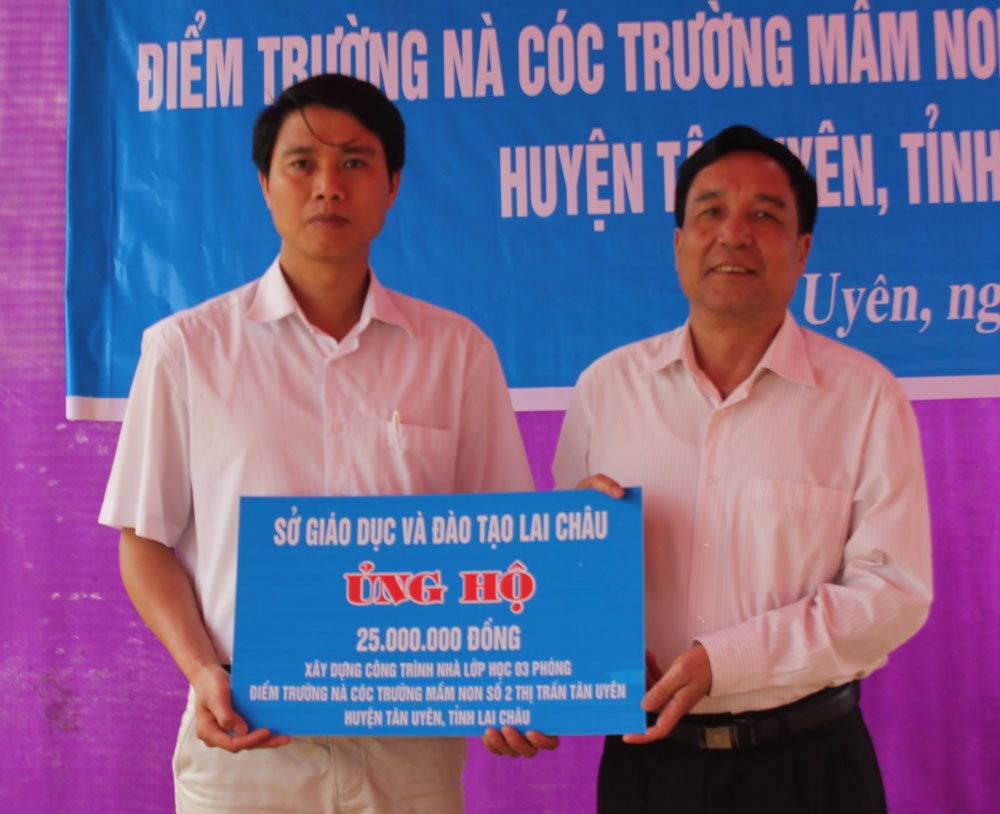 ĐIỂM TRƯỜNG NÀ CÓC TRƯỜNG MẦM NON
HUYỆN TÂN UYÊN, TỈNH
Uyên, ng
SỞ GIÁO DỤC VÀ ĐÀO TẠO LAI CHÂU
ỦNG HỘ
25.000.000 ĐỒNG
XÂY DỰNG CÔNG TRÌNH NHÀ LỚP HỌC 03 PHÒNG
ĐIỂM TRƯỜNG NÀ CÓC TRƯỜNG MẦM NON SỐ 2 THỊ TRẤN TÂN UYÊN
HUYỆN TÂN UYÊN, TỈNH LAI CHÂU